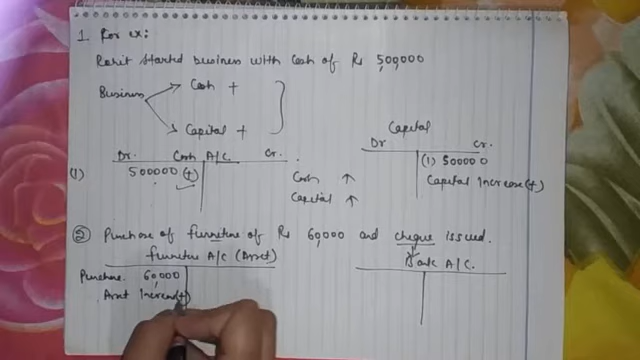 1. For ex:
Rohit started business with cash of Rs 5,00,000
Business
Cash +
Capital +
Capital
Dr Cr.
(1) 500000
Capital Increase (+)
Dr. Cash A/C. Cr.
(1) 500000 (+)
Cash ↑
Capital ↑
② Purchase of furniture of Rs 60,000 and cheque issued.
furniture A/C (Asset)
Bank A/C.
Purchase 60,000
Asset Increase (+)